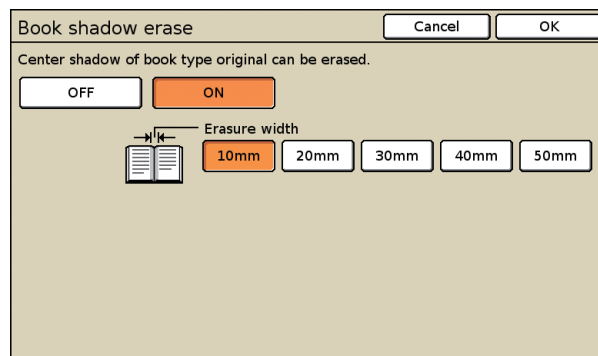 Book shadow erase Cancel OK
Center shadow of book type original can be erased.
OFF ON
Erasure width
10mm 20mm 30mm 40mm 50mm